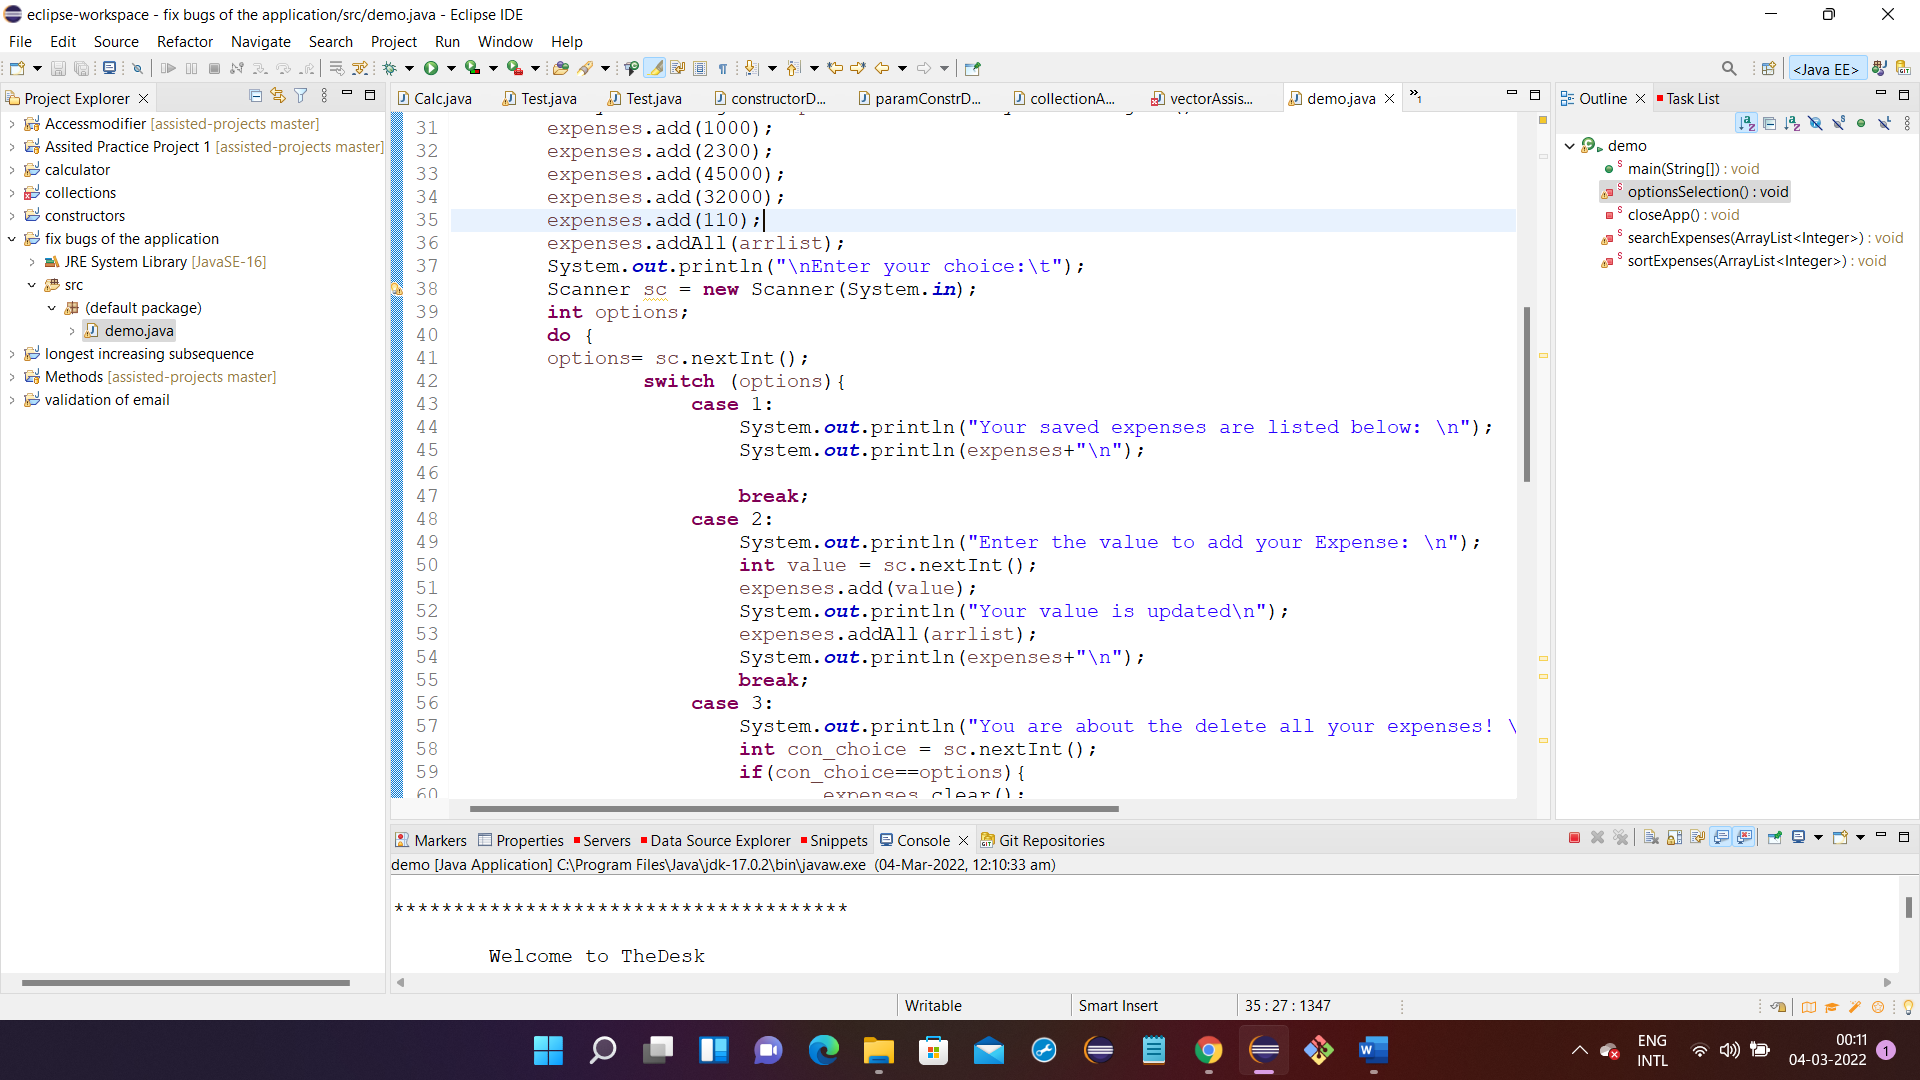 eclipse-workspace - fix bugs of the application/src/demo.java - Eclipse IDE
File Edit Source Refactor Navigate Search Project Run Window Help
<Java EE>
Project Explorer
Accessmodifier [assisted-projects master]
Assited Practice Project 1 [assisted-projects master]
calculator
collections
constructors
fix bugs of the application
JRE System Library [JavaSE-16]
src
(default package)
demo.java
longest increasing subsequence
Methods [assisted-projects master]
validation of email
Calc.java Test.java Test.java constructorD... paramConstrD... collectionA... vectorAssis... demo.java »1
31 expenses.add(1000);
32 expenses.add(2300);
33 expenses.add(45000);
34 expenses.add(32000);
35 expenses.add(110);
36 expenses.addAll(arrlist);
37 System.out.println("\nEnter your choice:\t");
38 Scanner sc = new Scanner(System.in);
39 int options;
40 do {
41 options= sc.nextInt();
42 switch (options){
43 case 1:
44 System.out.println("Your saved expenses are listed below: \n");
45 System.out.println(expenses+"\n");
46
47 break;
48 case 2:
49 System.out.println("Enter the value to add your Expense: \n");
50 int value = sc.nextInt();
51 expenses.add(value);
52 System.out.println("Your value is updated\n");
53 expenses.addAll(arrlist);
54 System.out.println(expenses+"\n");
55 break;
56 case 3:
57 System.out.println("You are about the delete all your expenses! \
58 int con_choice = sc.nextInt();
59 if(con_choice==options){
60 expenses.clear();
Outline Task List
demo
main(String[]) : void
optionsSelection() : void
closeApp() : void
searchExpenses(ArrayList<Integer>) : void
sortExpenses(ArrayList<Integer>) : void
Markers Properties Servers Data Source Explorer Snippets Console Git Repositories
demo [Java Application] C:\Program Files\Java\jdk-17.0.2\bin\javaw.exe (04-Mar-2022, 12:10:33 am)
**************************************
Welcome to TheDesk
Writable Smart Insert 35 : 27 : 1347
ENG
INTL
00:11
04-03-2022
1